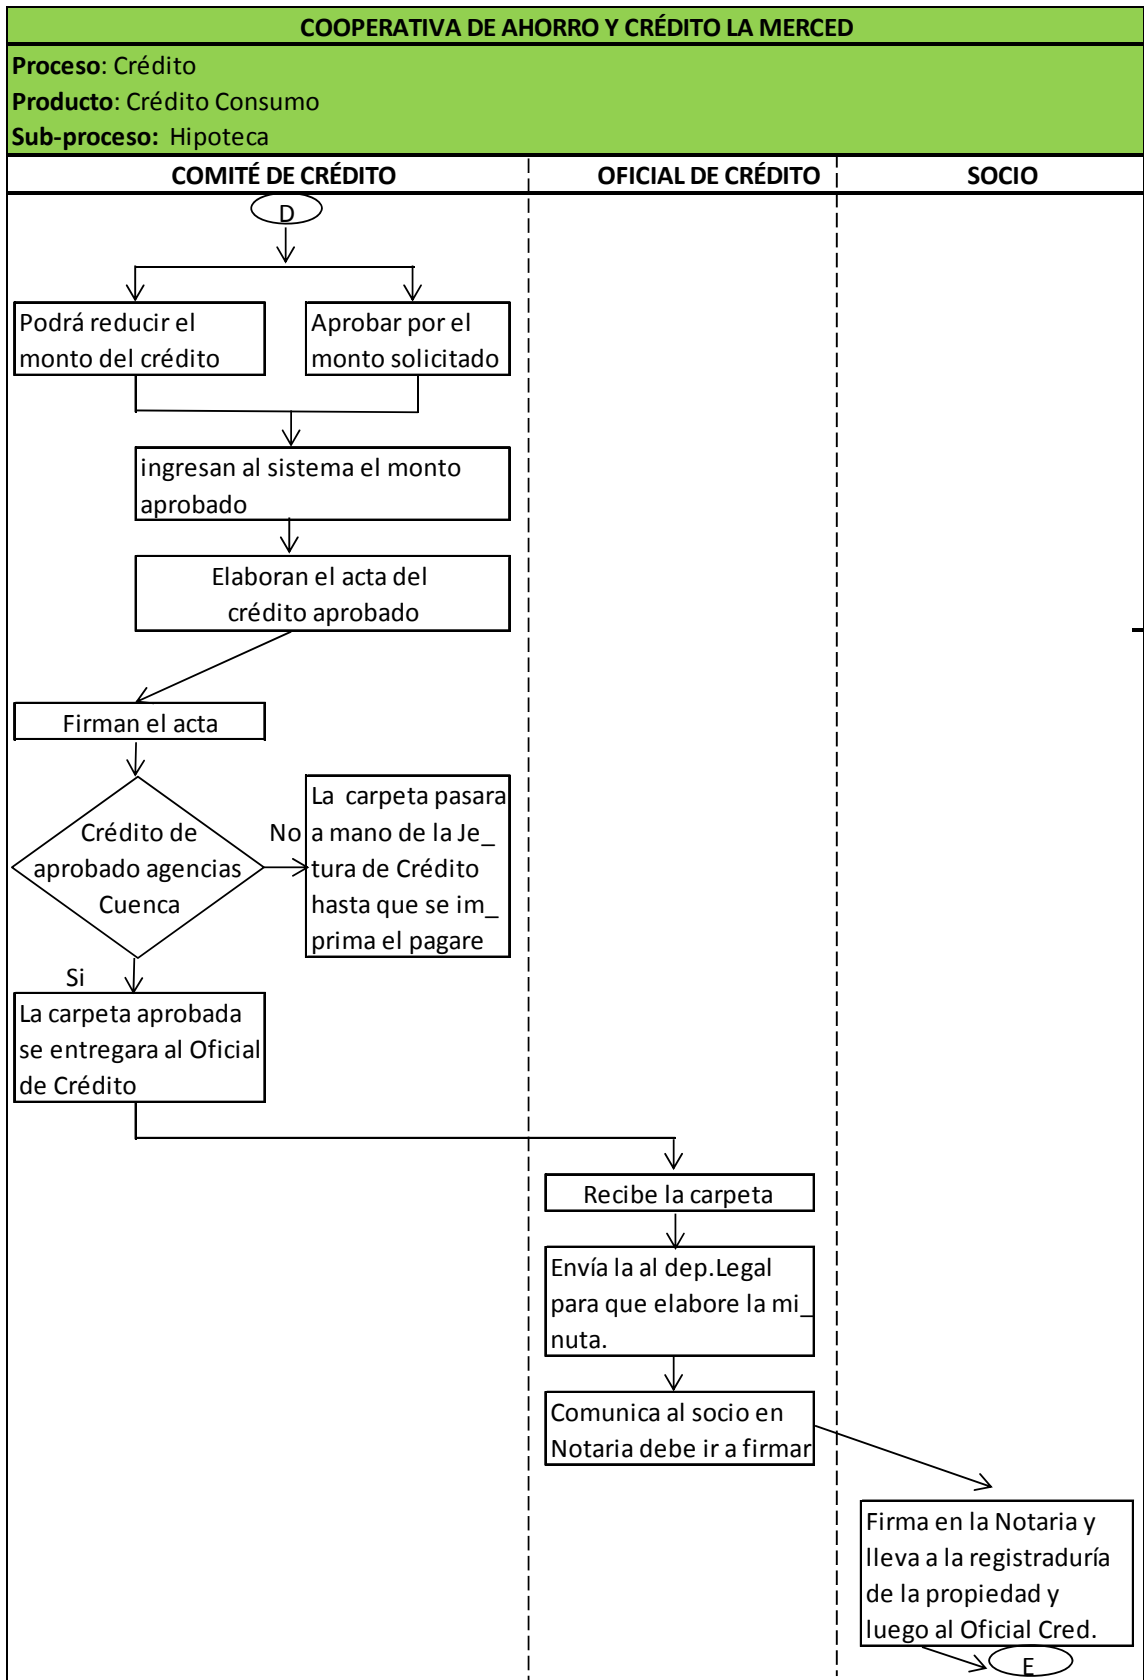 COOPERATIVA DE AHORRO Y CRÉDITO LA MERCED
Proceso: Crédito
Producto: Crédito Consumo
Sub-proceso: Hipoteca
COMITÉ DE CRÉDITO
OFICIAL DE CRÉDITO
SOCIO
D
Podrá reducir el
monto del crédito
Aprobar por el
monto solicitado
ingresan al sistema el monto
aprobado
Elaboran el acta del
crédito aprobado
Firman el acta
Crédito de
aprobado agencias
Cuenca
No
La carpeta pasara
a mano de la Je_
tura de Crédito
hasta que se im_
prima el pagare
Si
La carpeta aprobada
se entregara al Oficial
de Crédito
Recibe la carpeta
Envía la al dep.Legal
para que elabore la mi_
nuta.
Comunica al socio en
Notaria debe ir a firmar
Firma en la Notaria y
lleva a la registraduría
de la propiedad y
luego al Oficial Cred.
E